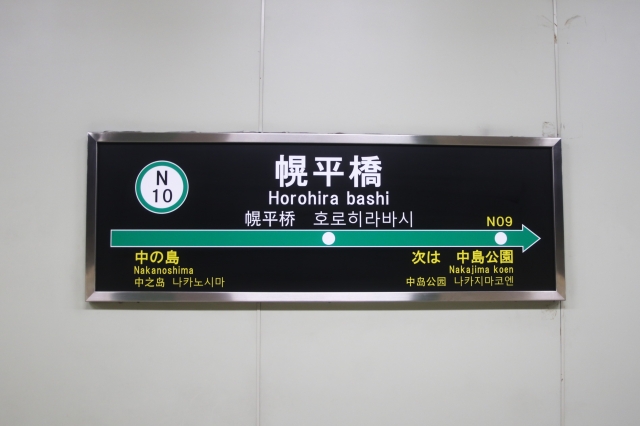 N
10
幌平橋
Horohira bashi
幌平桥 호로히라바시
N09
中の島
Nakanoshima
中之岛 나카노시마
次は 中島公園
Nakajima koen
中岛公园 나카지마코엔